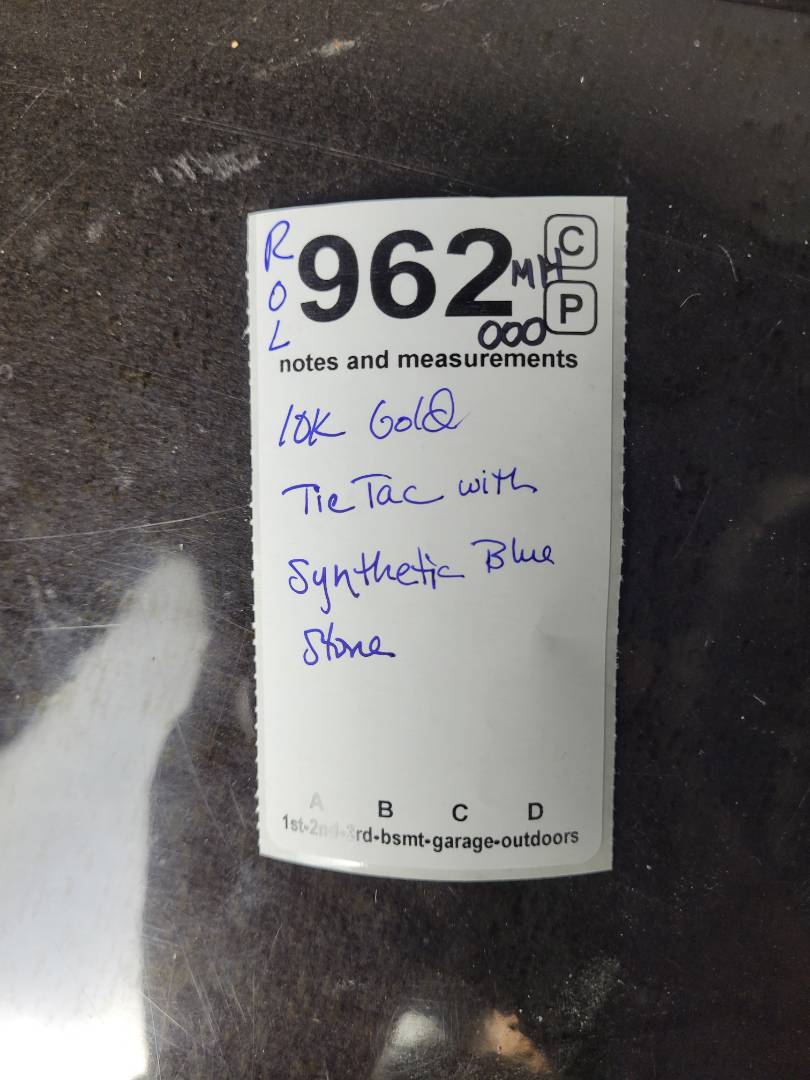 R
O
L
962
MH
C
P
000
notes and measurements
10K Gold
Tie Tac with
Synthetic Blue
Stone
A B C D
1st-2nd-3rd-bsmt-garage-outdoors